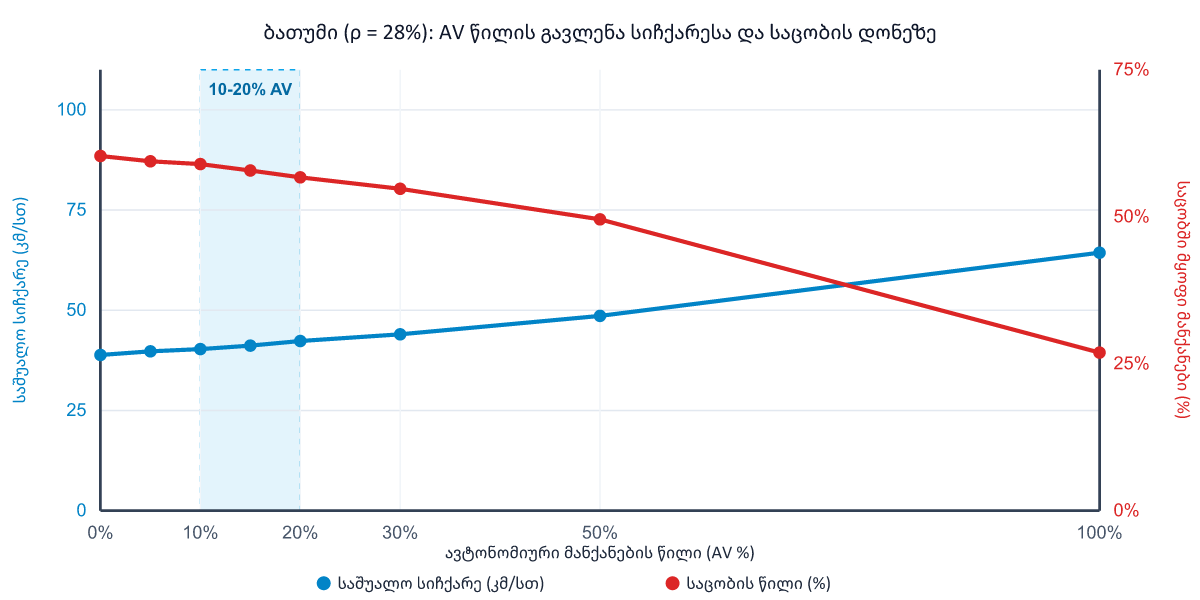 ბათუმი (ρ = 28%): AV წილის გავლენა სიჩქარესა და საცობის დონეზე
10-20% AV
100
75
50
25
0
საშუალო სიჩქარე (კმ/სთ)
75%
50%
25%
0%
საცობში მყოფი მანქანები (%)
0%
10%
20%
30%
50%
100%
ავტონომიური მანქანების წილი (AV %)
საშუალო სიჩქარე (კმ/სთ)
საცობის წილი (%)